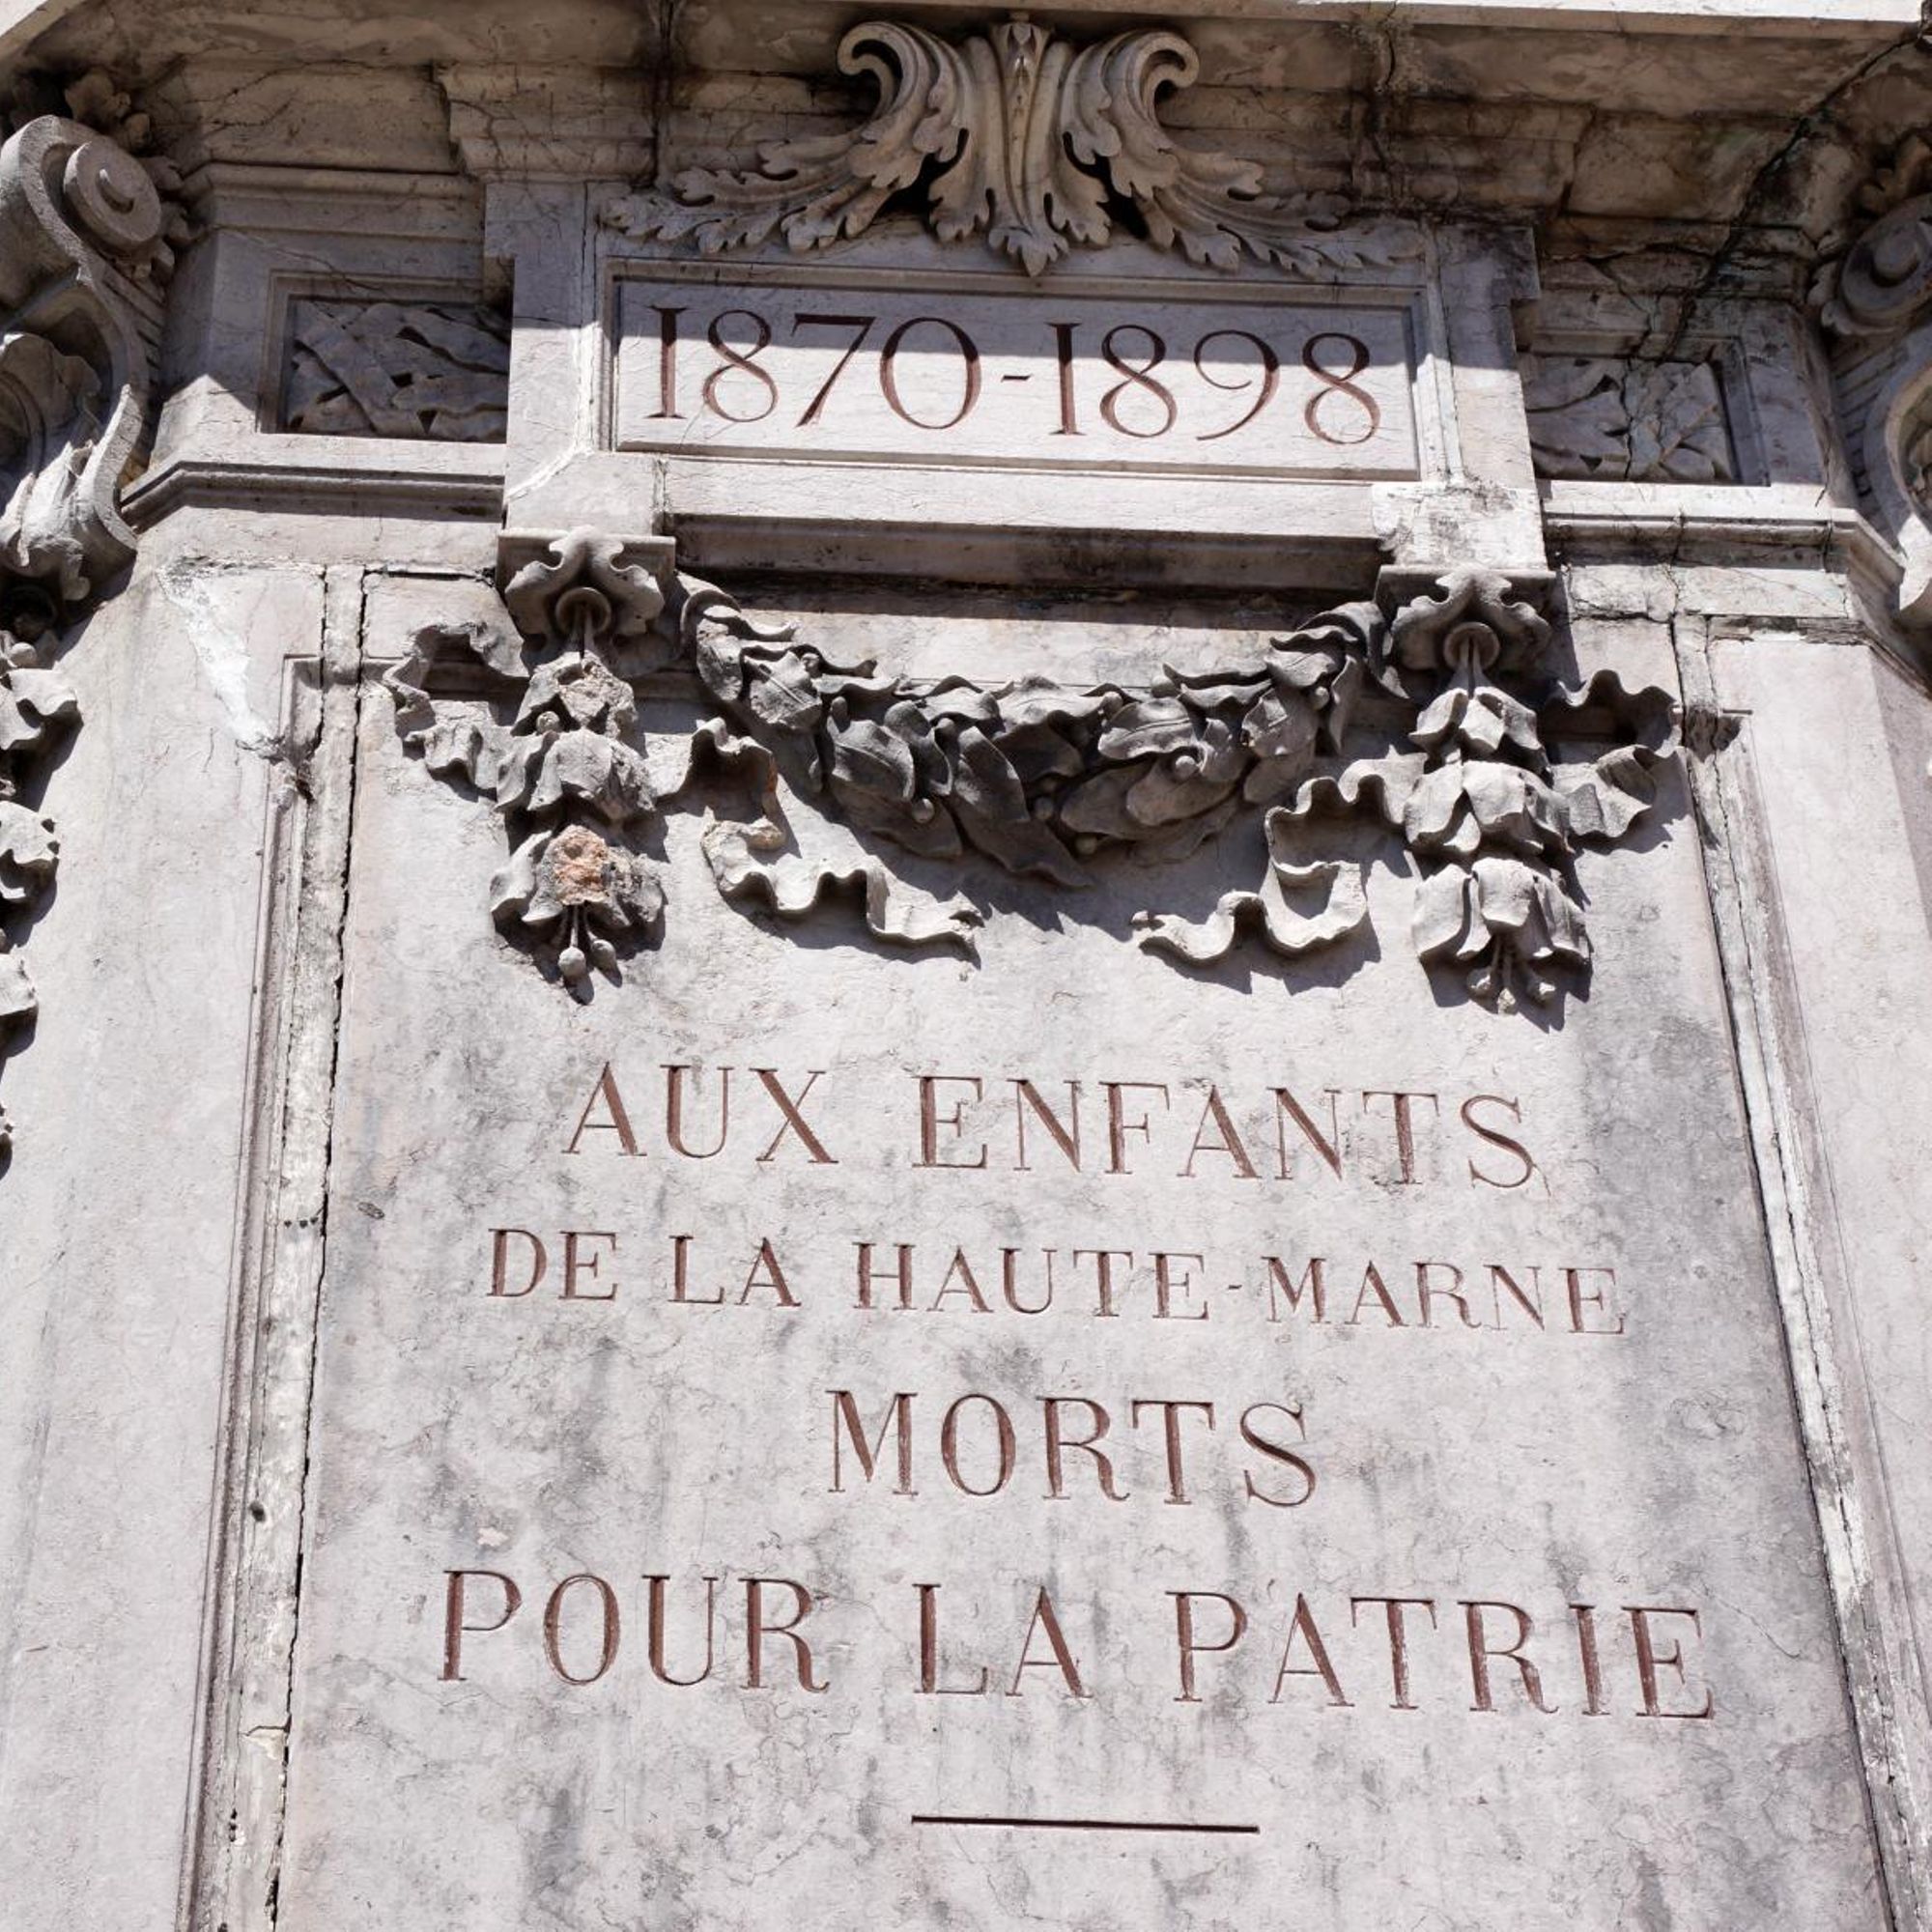 1870-1898
AUX ENFANTS
DE LA HAUTE-MARNE
MORTS
POUR LA PATRIE